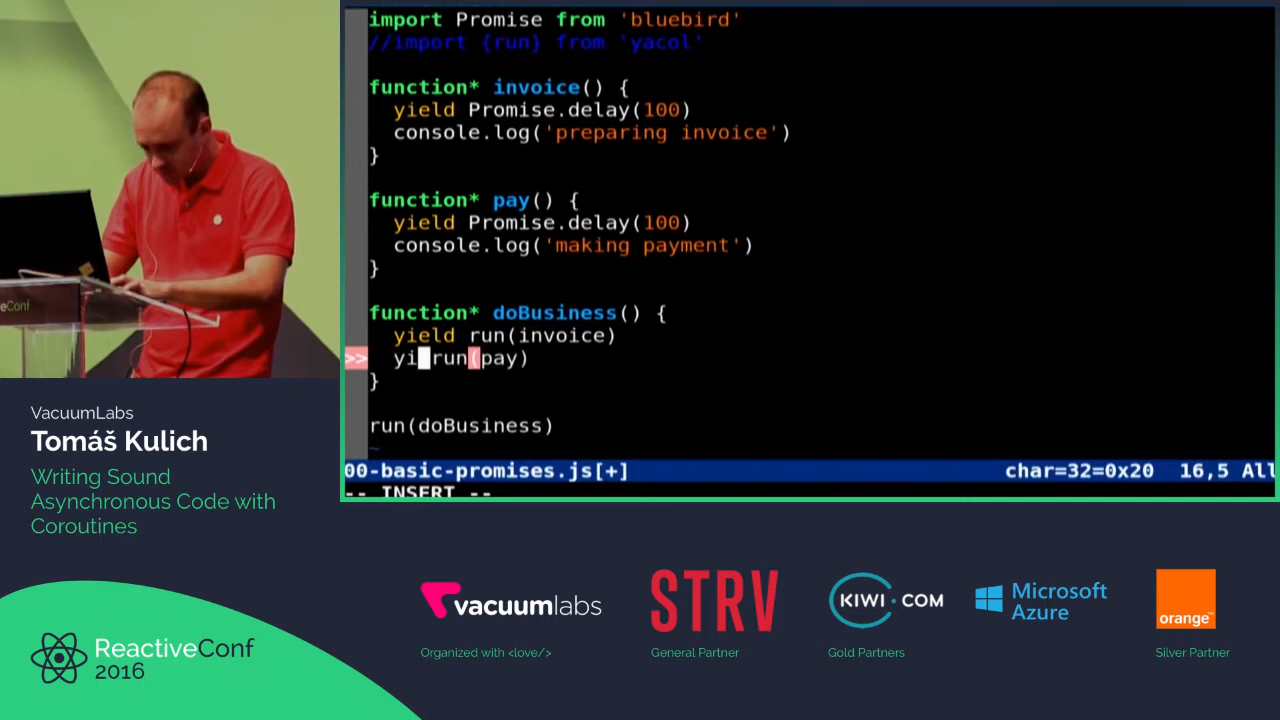 import Promise from 'bluebird'
//import {run} from 'yacol'
function* invoice() {
yield Promise.delay(100)
console.log('preparing invoice')
}
function* pay() {
yield Promise.delay(100)
console.log('making payment')
}
function* doBusiness() {
yield run(invoice)
>> yi run(pay)
}
run(doBusiness)
~
00-basic-promises.js[+] char=32=0x20 16,5 All
-- INSERT --
eConf
VacuumLabs
Tomáš Kulich
Writing Sound
Asynchronous Code with
Coroutines
ReactiveConf
2016
vacuumlabs
Organized with <love/>
STRV
General Partner
KIWI.COM
Gold Partners
Microsoft
Azure
orange™
Silver Partner